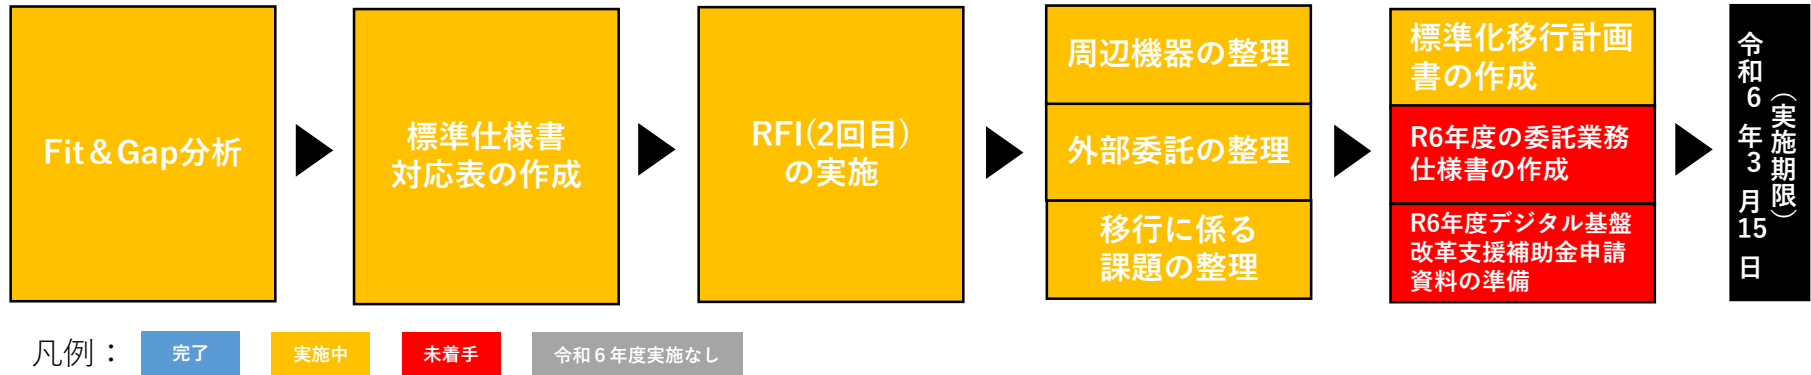 Fit＆Gap分析
標準仕様書
対応表の作成
RFI(2回目)
の実施
周辺機器の整理
外部委託の整理
移行に係る
課題の整理
標準化移行計画
書の作成
R6年度の委託業務
仕様書の作成
R6年度デジタル基盤
改革支援補助金申請
資料の準備
（実施期限）
令和6年3月15日
凡例：
完了
実施中
未着手
令和６年度実施なし